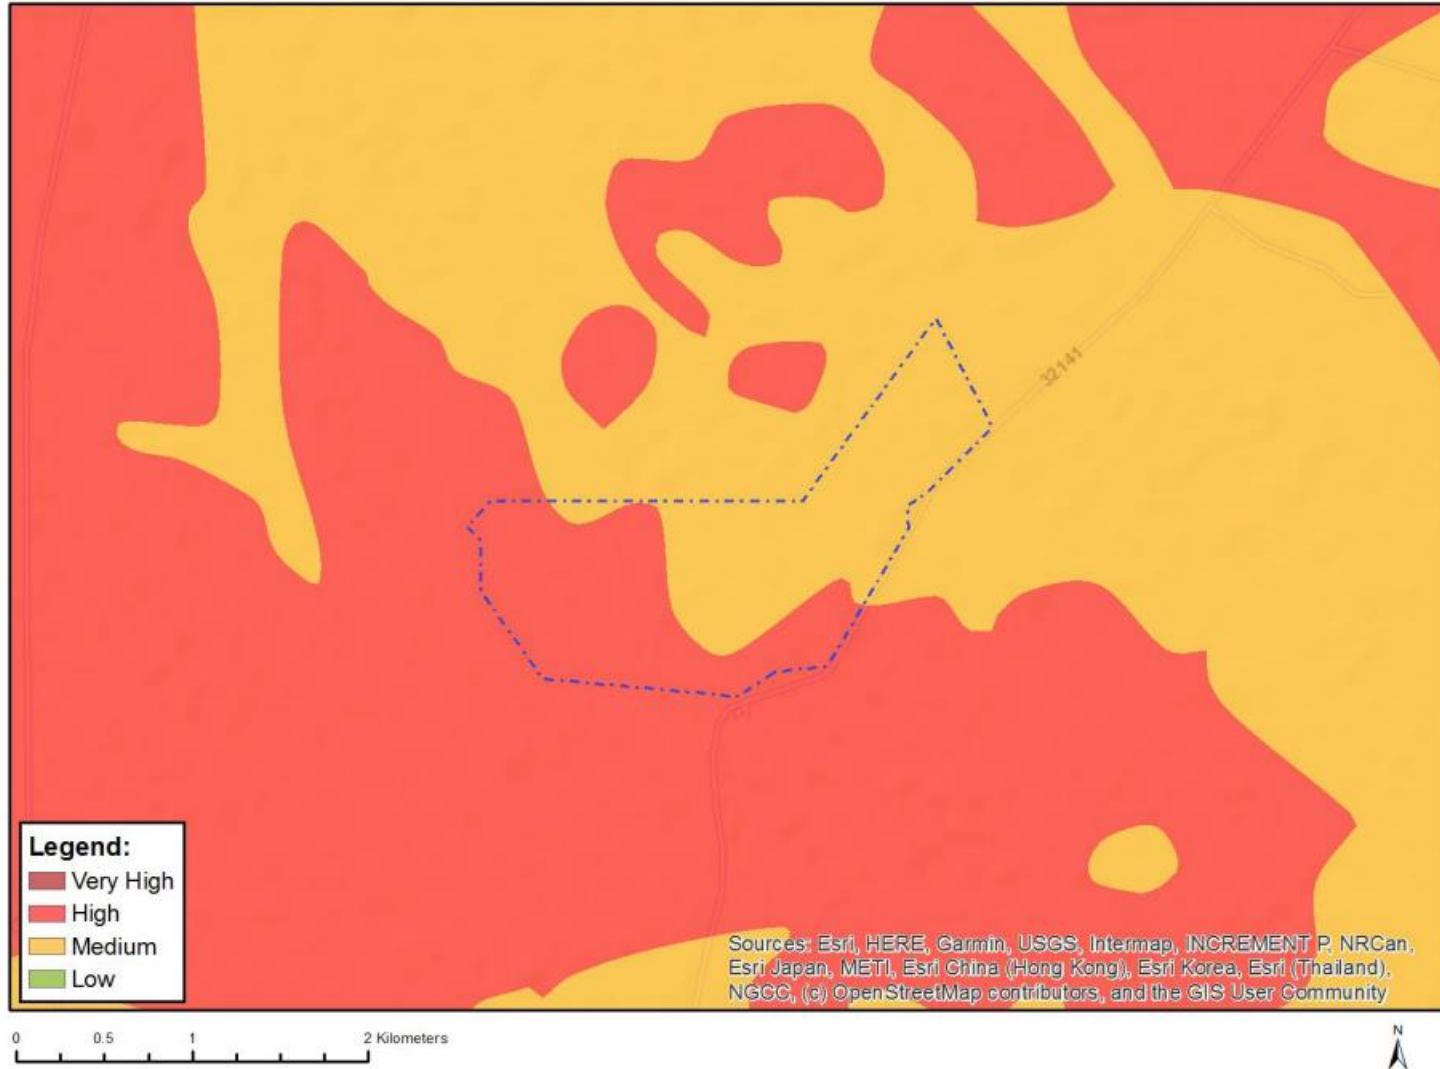 32141
Legend:
Very High
High
Medium
Low
Sources: Esri, HERE, Garmin, USGS, Intermap, INCREMENT P, NRCan,
Esri Japan, METI, Esri China (Hong Kong), Esri Korea, Esri (Thailand),
NGCC, (c) OpenStreetMap contributors, and the GIS User Community
0 0.5 1 2 Kilometers
N